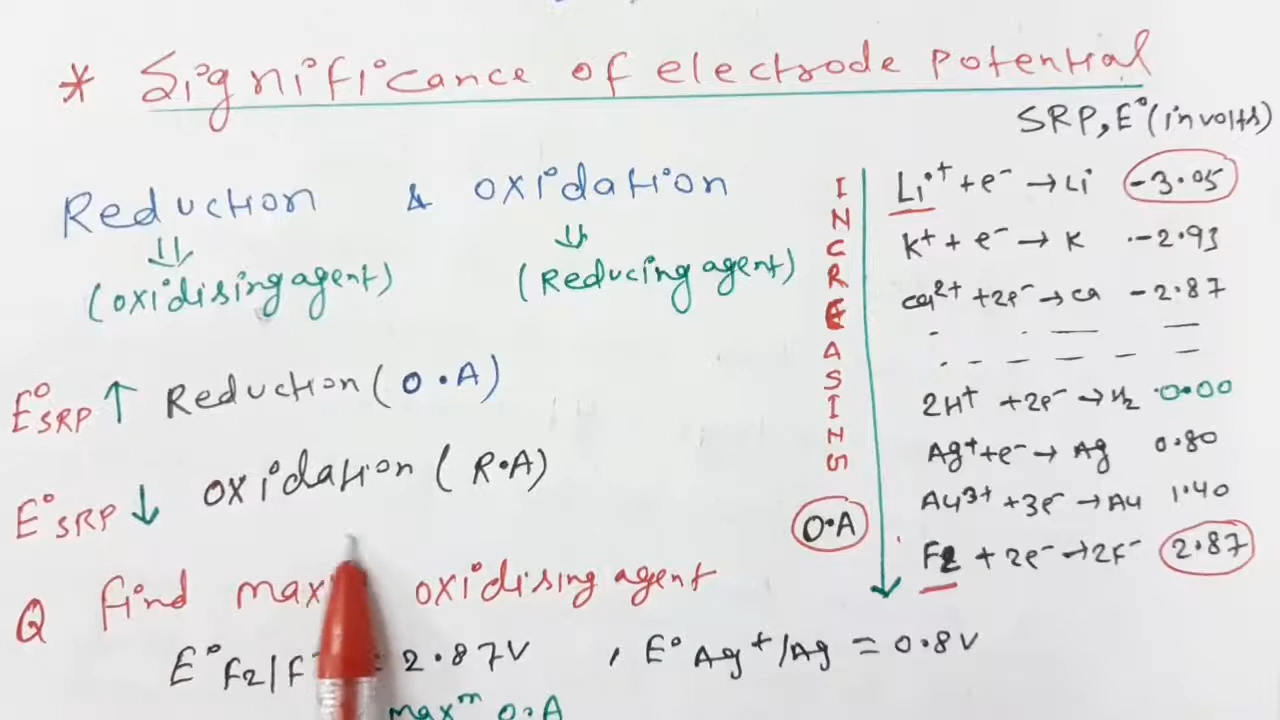 * Significance of electrode potential
SRP, E° (in volts)
Reduction & oxidation
(oxidising agent) (Reducing agent)
E°SRP ↑ Reduction (O.A)
E°SRP ↓ oxidation (R.A)
Q Find max oxidising agent
E° F2/F 2.87V , E° Ag+/Ag = 0.8V
maxm O.A
INCREASING
O.A
Li+ + e- → Li -3.05
K+ + e- → K -2.93
Ca2+ + 2e- → Ca -2.87
2H+ + 2e- → H2 0.00
Ag+ + e- → Ag 0.80
Au3+ + 3e- → Au 1.40
F2 + 2e- → 2F- 2.87